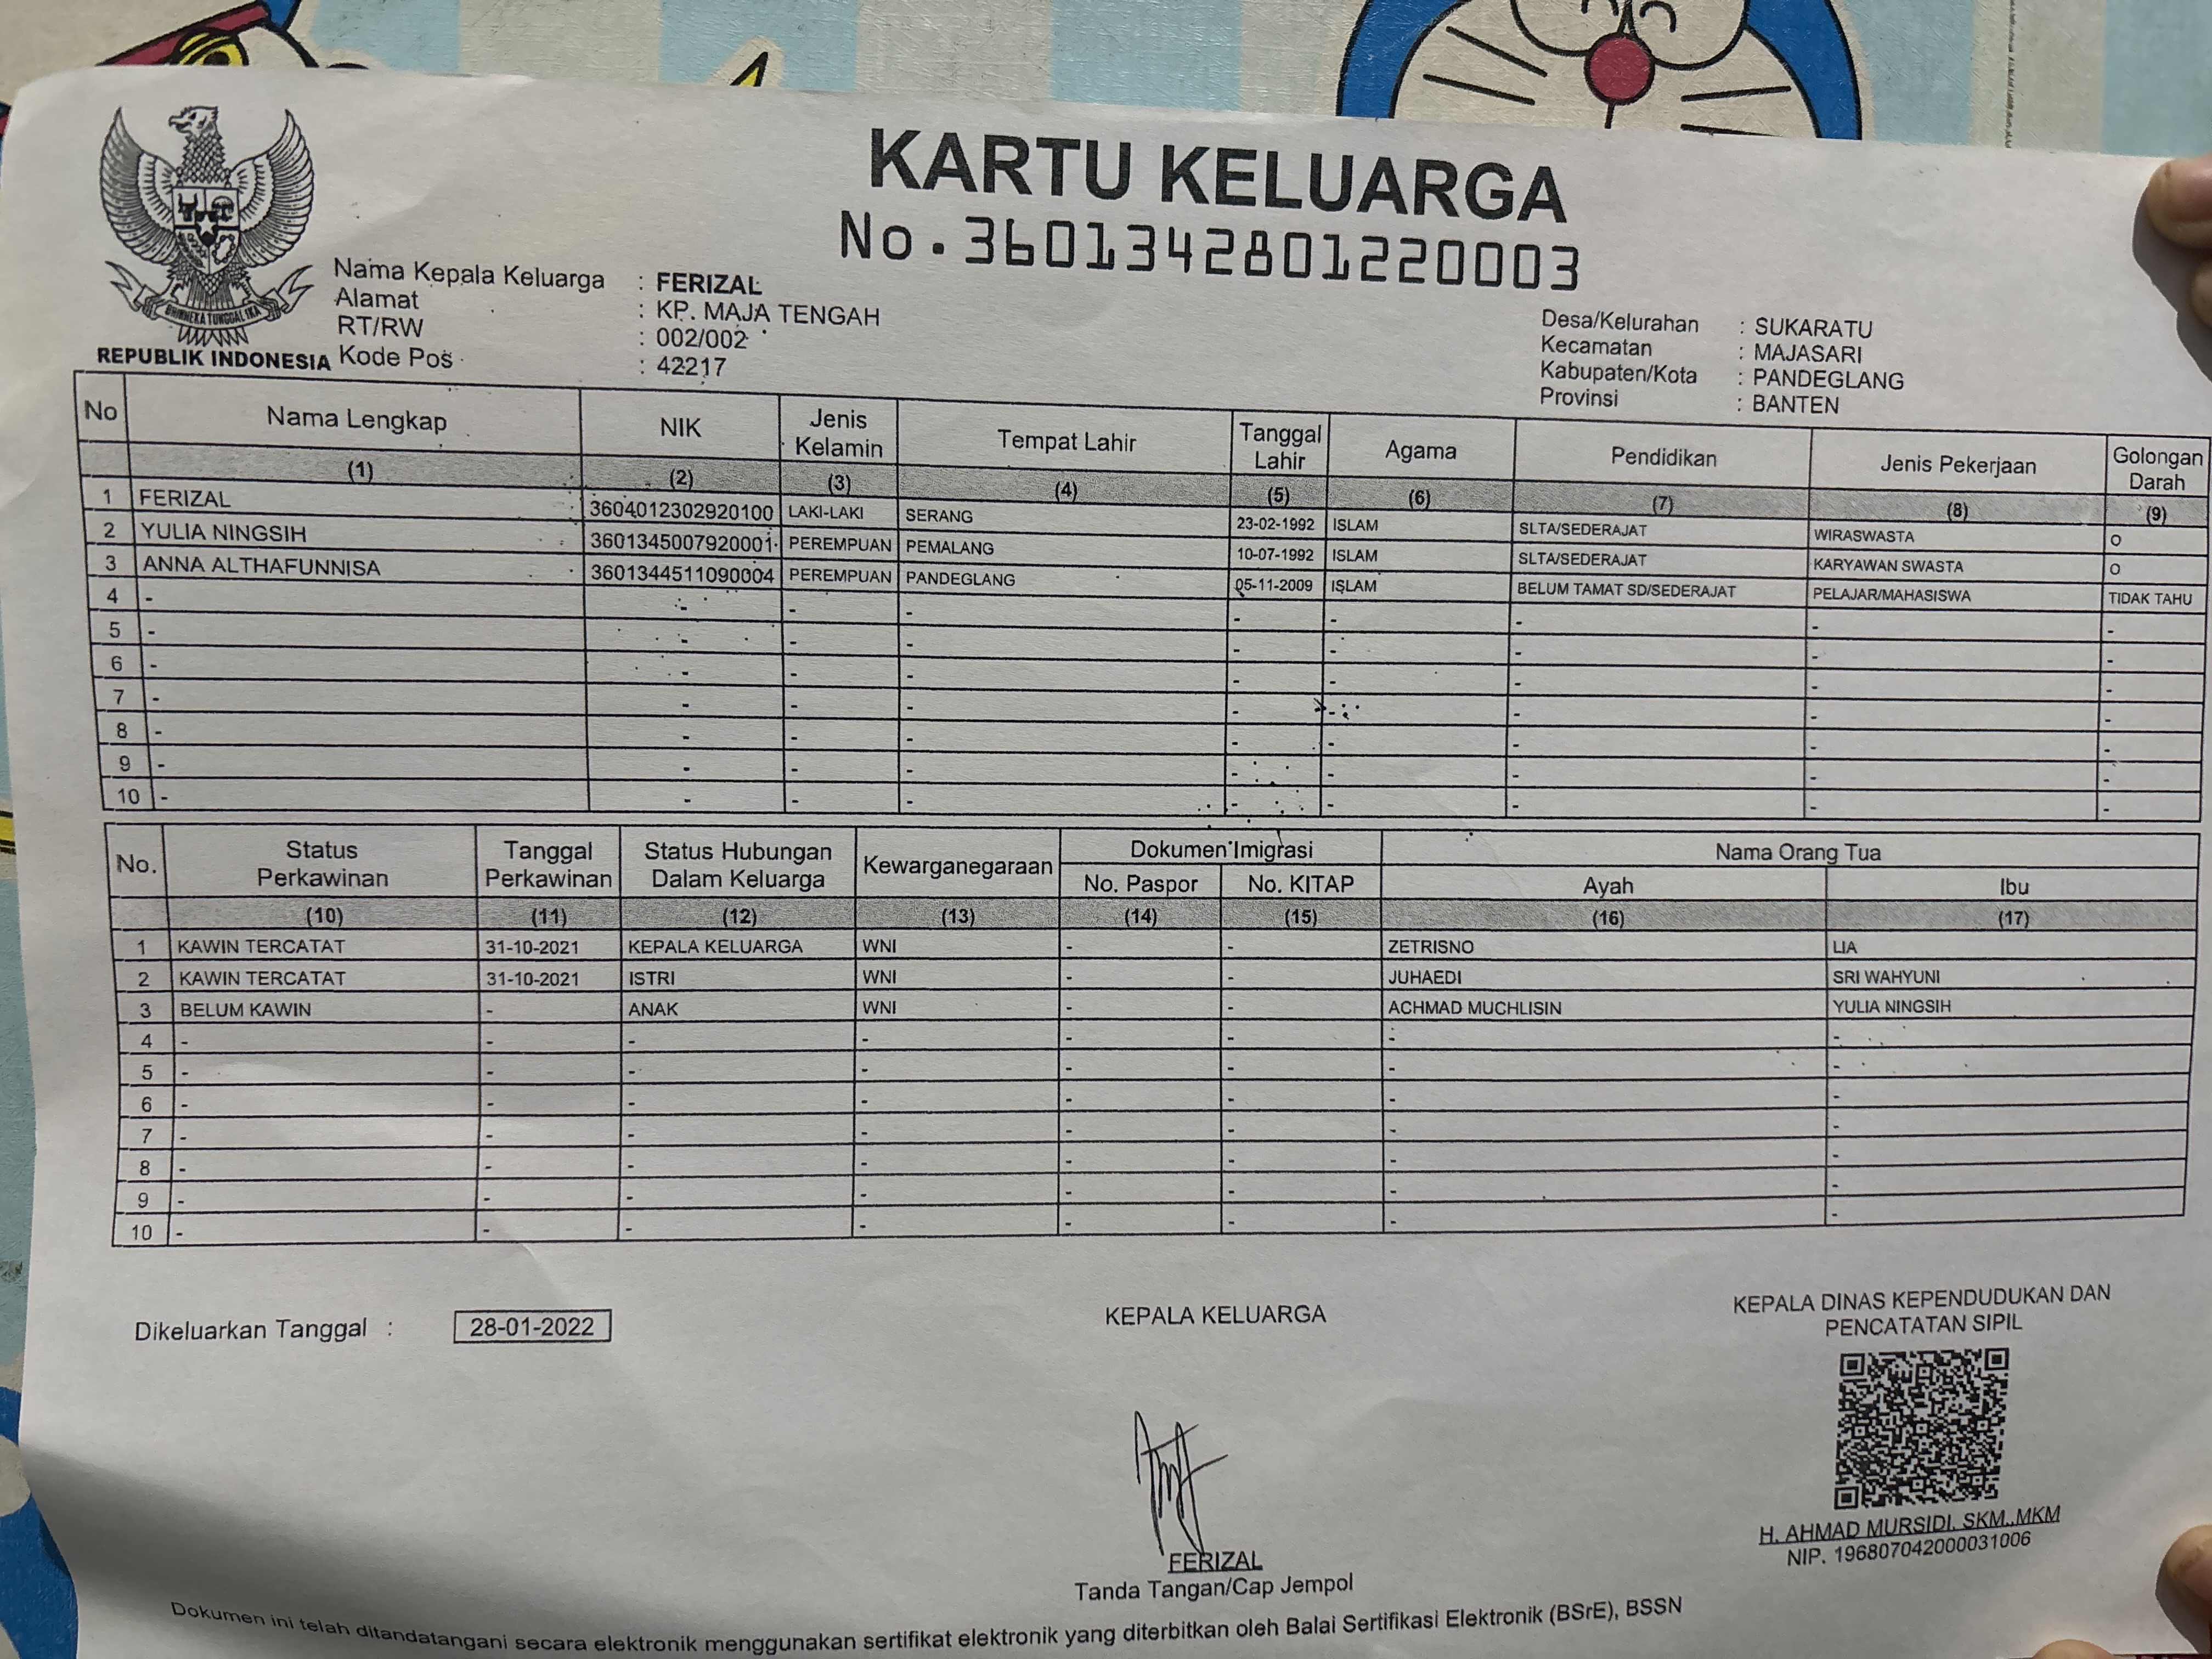 KARTU KELUARGA
No.3601342801220003
Nama Kepala Keluarga : FERIZAL
Alamat : KP. MAJA TENGAH
RT/RW : 002/002
Kode Pos : 42217
Desa/Kelurahan : SUKARATU
Kecamatan : MAJASARI
Kabupaten/Kota : PANDEGLANG
Provinsi : BANTEN
BHINNEKA TUNGGAL IKA
REPUBLIK INDONESIA
No Nama Lengkap NIK Jenis Kelamin Tempat Lahir Tanggal Lahir Agama Pendidikan Jenis Pekerjaan Golongan Darah
(1) (2) (3) (4) (5) (6) (7) (8) (9)
1 FERIZAL 3604012302920100 LAKI-LAKI SERANG 23-02-1992 ISLAM SLTA/SEDERAJAT WIRASWASTA O
2 YULIA NINGSIH 3601345007920001 PEREMPUAN PEMALANG 10-07-1992 ISLAM SLTA/SEDERAJAT KARYAWAN SWASTA O
3 ANNA ALTHAFUNNISA 3601344511090004 PEREMPUAN PANDEGLANG 05-11-2009 ISLAM BELUM TAMAT SD/SEDERAJAT PELAJAR/MAHASISWA TIDAK TAHU
4 - - - - - - - - -
5 - - - - - - - - -
6 - - - - - - - - -
7 - - - - - - - - -
8 - - - - - - - - -
9 - - - - - - - - -
10 - - - - - - - - -
No. Status Perkawinan Tanggal Perkawinan Status Hubungan Dalam Keluarga Kewarganegaraan Dokumen Imigrasi Nama Orang Tua
No. Paspor No. KITAP Ayah Ibu
(10) (11) (12) (13) (14) (15) (16) (17)
1 KAWIN TERCATAT 31-10-2021 KEPALA KELUARGA WNI - - ZETRISNO LIA
2 KAWIN TERCATAT 31-10-2021 ISTRI WNI - - JUHAEDI SRI WAHYUNI
3 BELUM KAWIN - ANAK WNI - - ACHMAD MUCHLISIN YULIA NINGSIH
4 - - - - - - - -
5 - - - - - - - -
6 - - - - - - - -
7 - - - - - - - -
8 - - - - - - - -
9 - - - - - - - -
10 - - - - - - - -
Dikeluarkan Tanggal : 28-01-2022
KEPALA KELUARGA
FERIZAL
Tanda Tangan/Cap Jempol
KEPALA DINAS KEPENDUDUKAN DAN
PENCATATAN SIPIL
H. AHMAD MURSIDI, SKM.,MKM
NIP. 196807042000031006
Dokumen ini telah ditandatangani secara elektronik menggunakan sertifikat elektronik yang diterbitkan oleh Balai Sertifikasi Elektronik (BSrE), BSSN